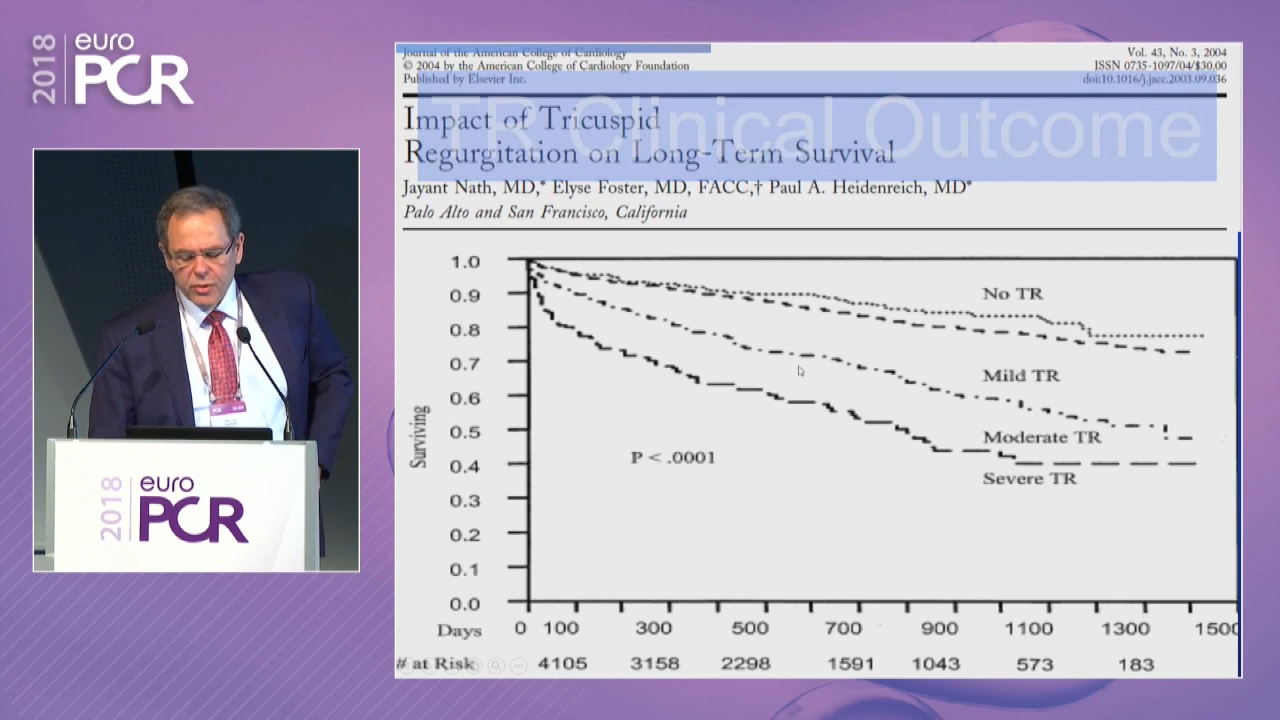 2018
euro
PCR
Journal of the American College of Cardiology
© 2004 by the American College of Cardiology Foundation
Published by Elsevier Inc.
Vol. 43, No. 3, 2004
ISSN 0735-1097/04/$30.00
doi:10.1016/j.jacc.2003.09.036
TR Clinical Outcome
Impact of Tricuspid
Regurgitation on Long-Term Survival
Jayant Nath, MD,* Elyse Foster, MD, FACC,† Paul A. Heidenreich, MD*
Palo Alto and San Francisco, California
1.0
0.9
0.8
0.7
0.6
0.5
0.4
0.3
0.2
0.1
0.0
Surviving
No TR
Mild TR
Moderate TR
Severe TR
P < .0001
Days 0 100 300 500 700 900 1100 1300 1500
# at Risk 4105 3158 2298 1591 1043 573 183
PCR
2018
euro
PCR